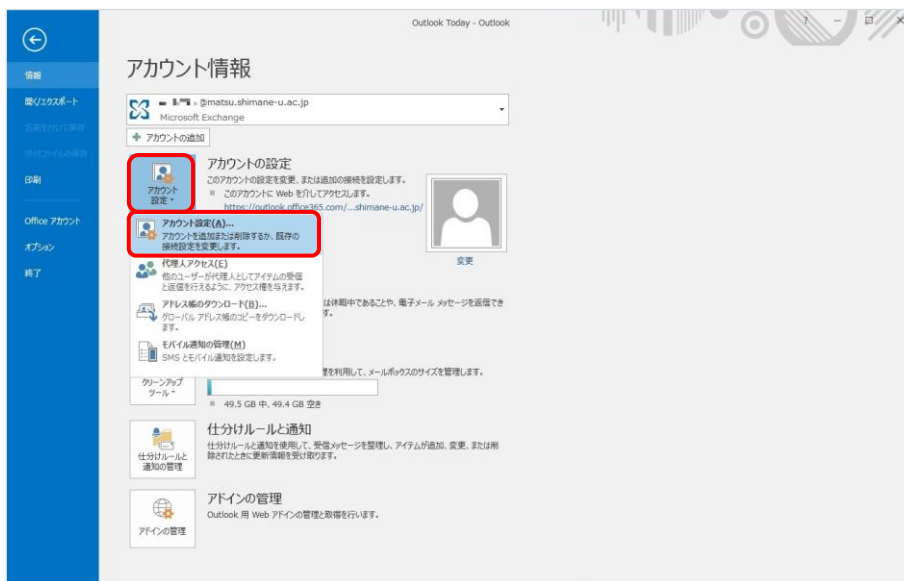 Outlook Today - Outlook
?
アカウント情報
情報
開く/エクスポート
名前を付けて保存
添付ファイルの保存
印刷
Office アカウント
オプション
終了
@matsu.shimane-u.ac.jp
Microsoft Exchange
アカウントの追加
アカウント
設定
アカウントの設定
このアカウントの設定を変更、または追加の接続を設定します。
このアカウントに Web を介してアクセスします。
https://outlook.office365.com/...shimane-u.ac.jp/
変更
アカウント設定(A)...
アカウントを追加または削除するか、既存の
接続設定を変更します。
代理人アクセス(E)
他のユーザーが代理人としてアイテムの受信
と返信を行えるように、アクセス権を与えます。
アドレス帳のダウンロード(B)...
グローバル アドレス帳のコピーをダウンロードし
ます。
モバイル通知の管理(M)
SMS とモバイル通知を設定します。
は休暇中であることや、電子メール メッセージを返信でき
す。
理を利用して、メールボックスのサイズを管理します。
クリーンアップ
ツール
49.5 GB 中、49.4 GB 空き
仕分けルールと
通知の管理
仕分けルールと通知
仕分けルールと通知を使用して、受信メッセージを整理し、アイテムが追加、変更、または削
除されたときに更新情報を受け取ります。
アドインの管理
アドインの管理
Outlook 用 Web アドインの管理と取得を行います。